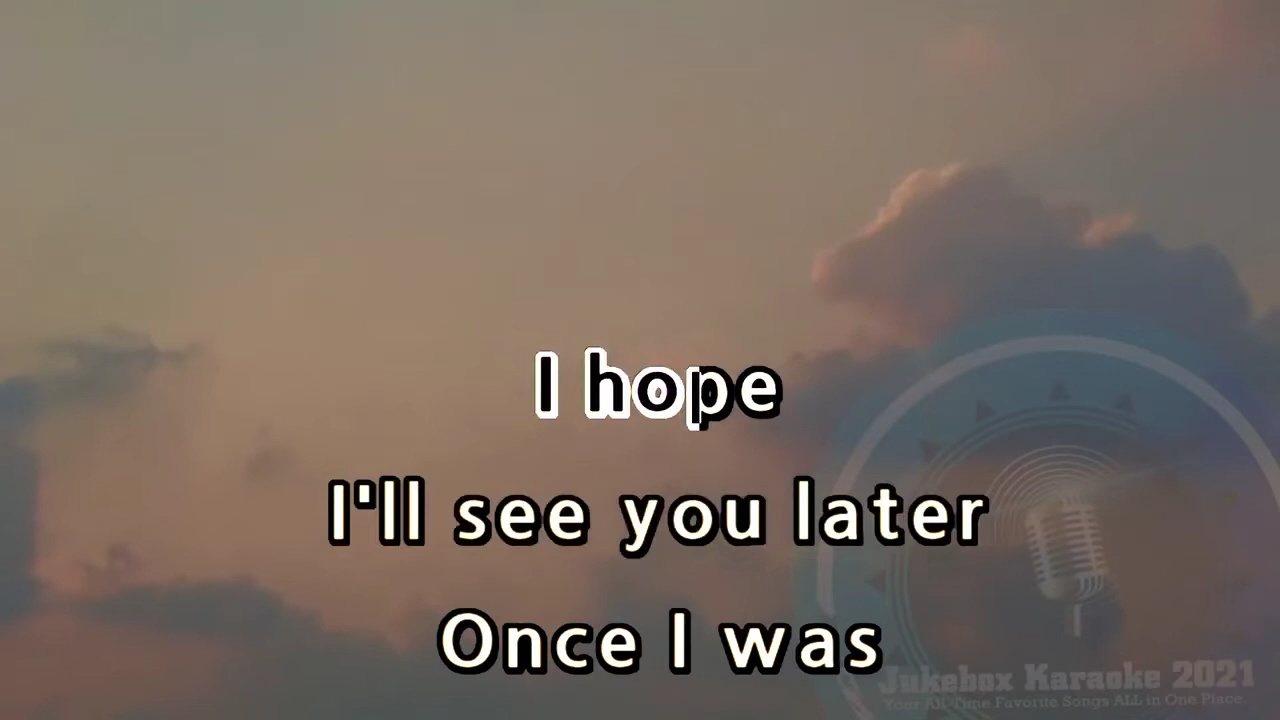 I hope
I'll see you later
Once I was
Jukebox Karaoke 2021
Your All Time Favorite Songs ALL in One Place.